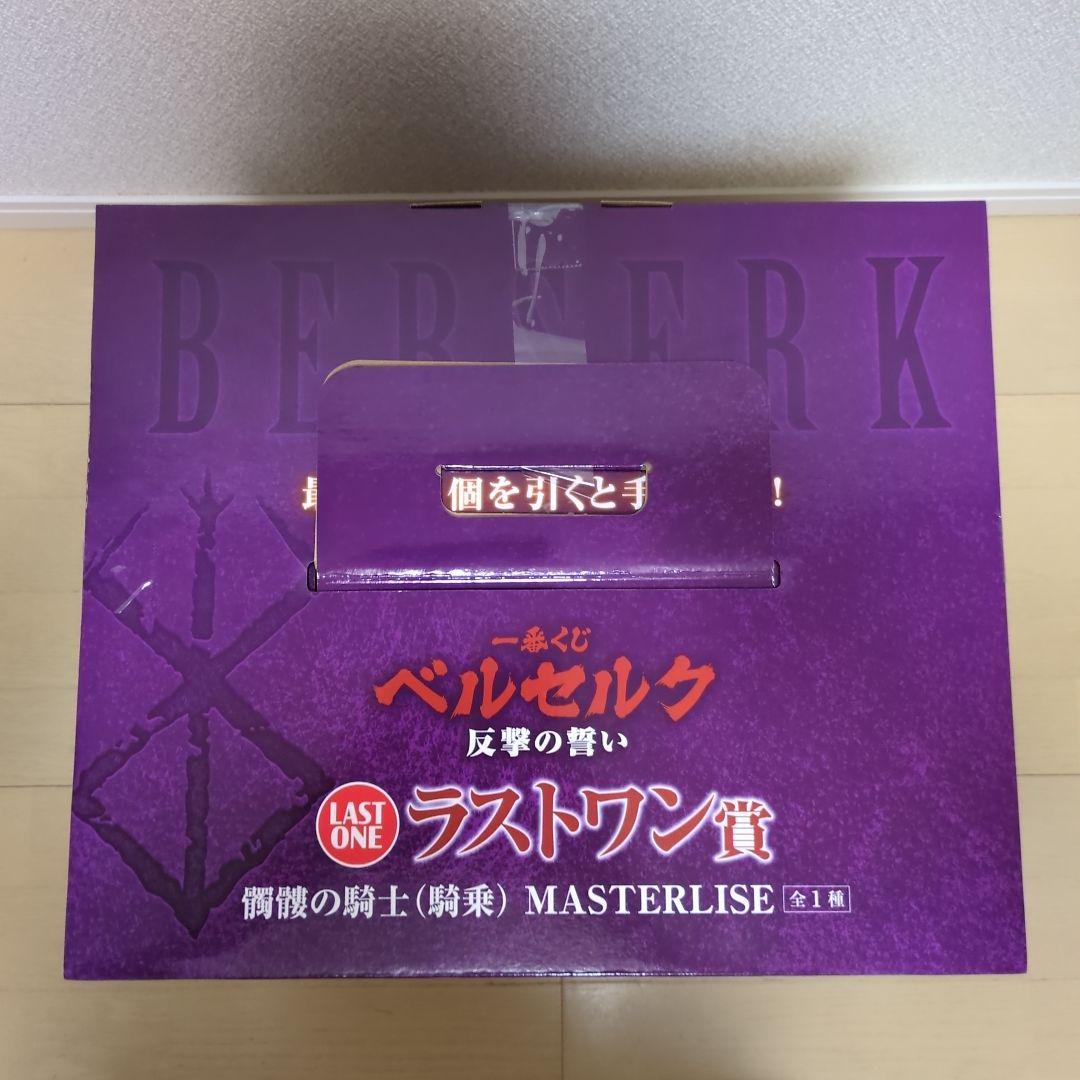 BERSERK
最 個を引くと手 !
一番くじ
ベルセルク
反撃の誓い
LAST ONE ラストワン賞
髑髏の騎士(騎乗) MASTERLISE 全1種